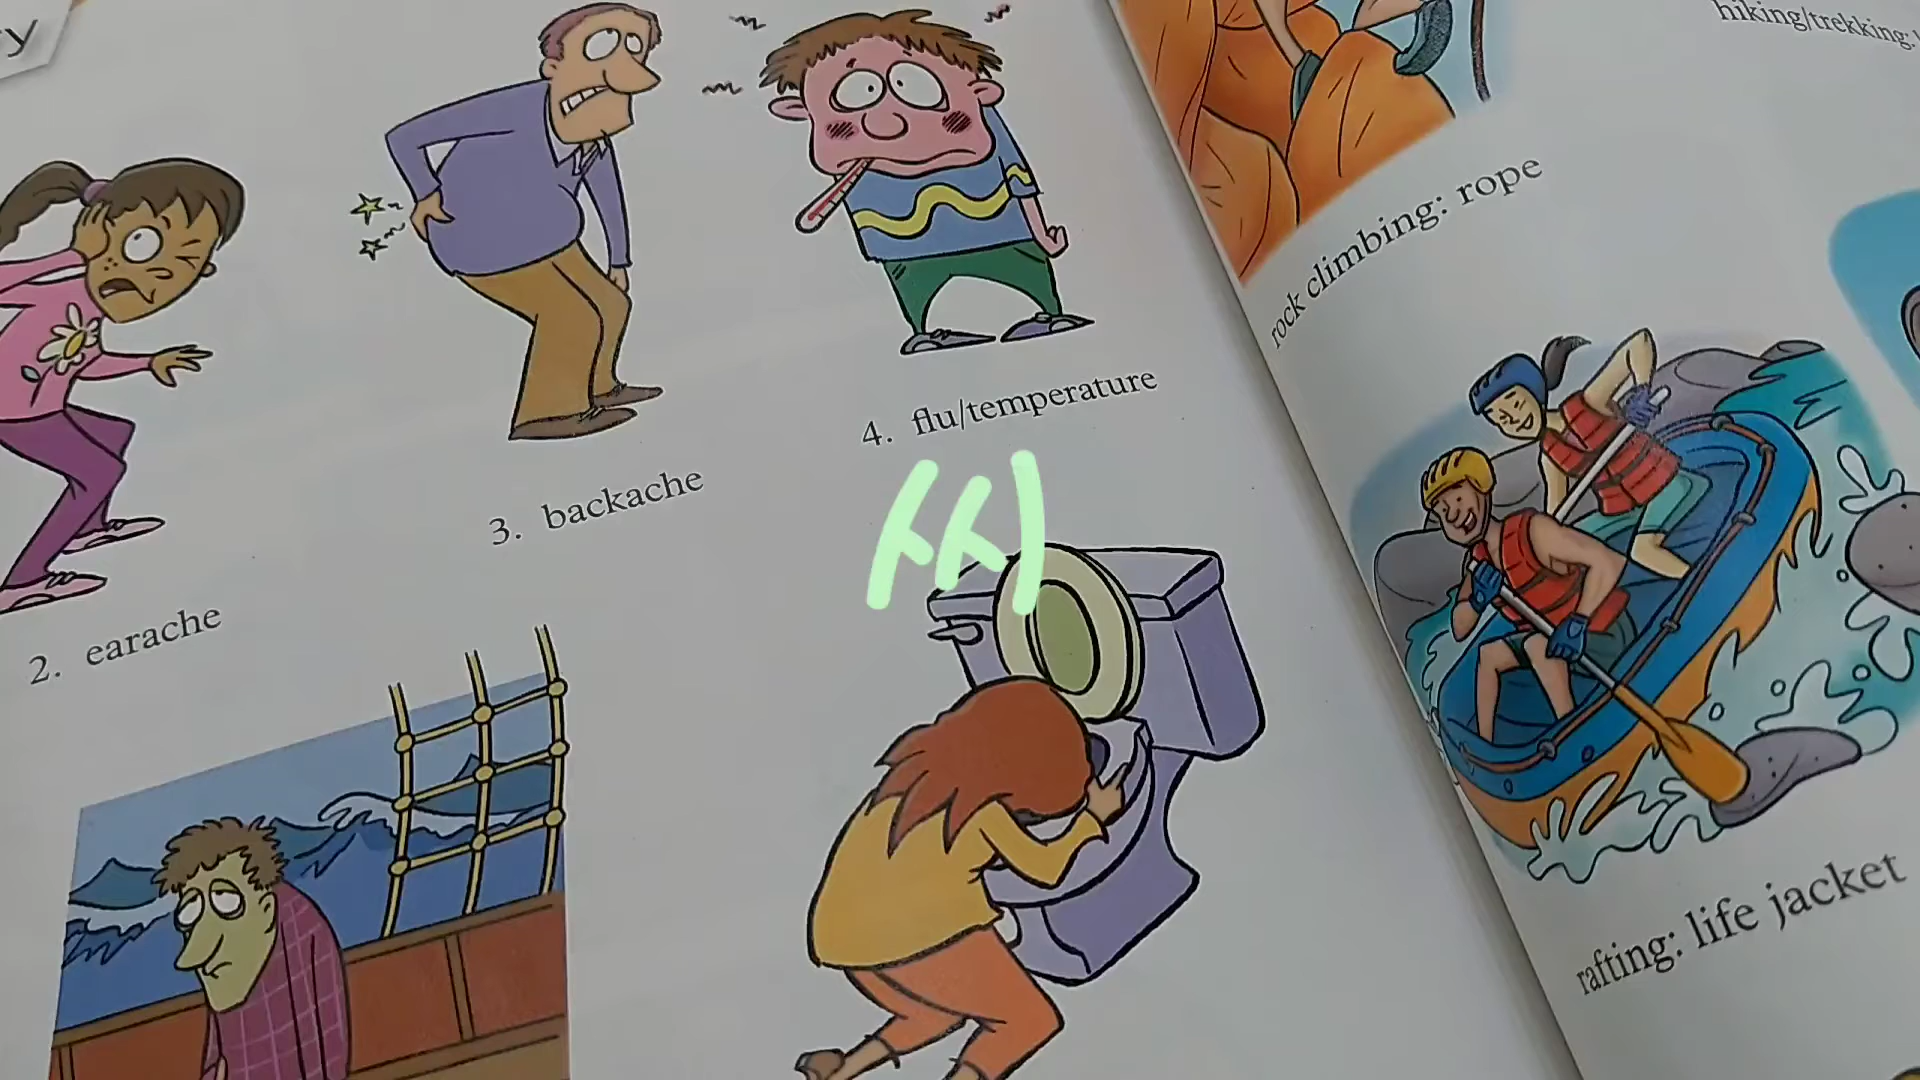 y
2. earache
3. backache
4. flu/temperature
씨
hiking/trekking:
rock climbing: rope
rafting: life jacket